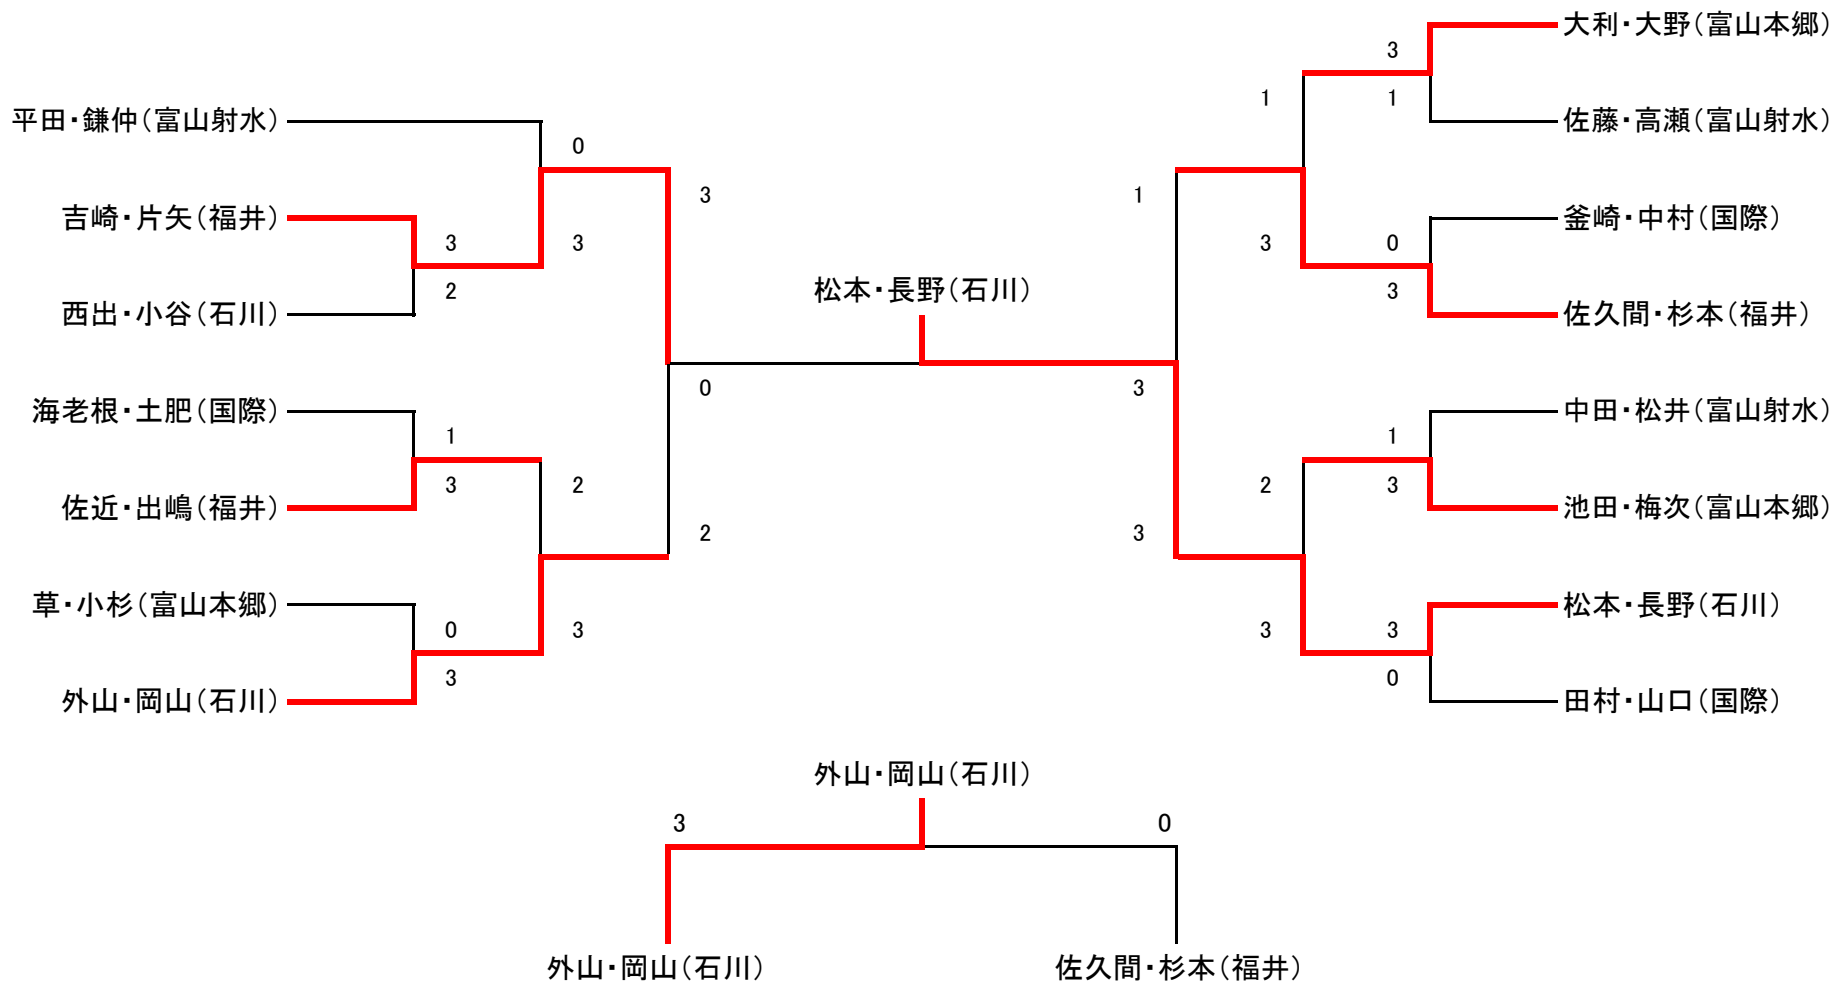 大利・大野(富山本郷)
3
1
1
佐藤・高瀬(富山射水)
平田・鎌仲(富山射水)
0
3
1
吉崎・片矢(福井)
釜崎・中村(国際)
3
3
3
0
2
3
西出・小谷(石川)
松本・長野(石川)
佐久間・杉本(福井)
0
3
海老根・土肥(国際)
中田・松井(富山射水)
1
1
3
2
2
3
佐近・出嶋(福井)
池田・梅次(富山本郷)
2
3
草・小杉(富山本郷)
松本・長野(石川)
0
3
3
3
3
0
外山・岡山(石川)
田村・山口(国際)
外山・岡山(石川)
3
0
外山・岡山(石川)
佐久間・杉本(福井)